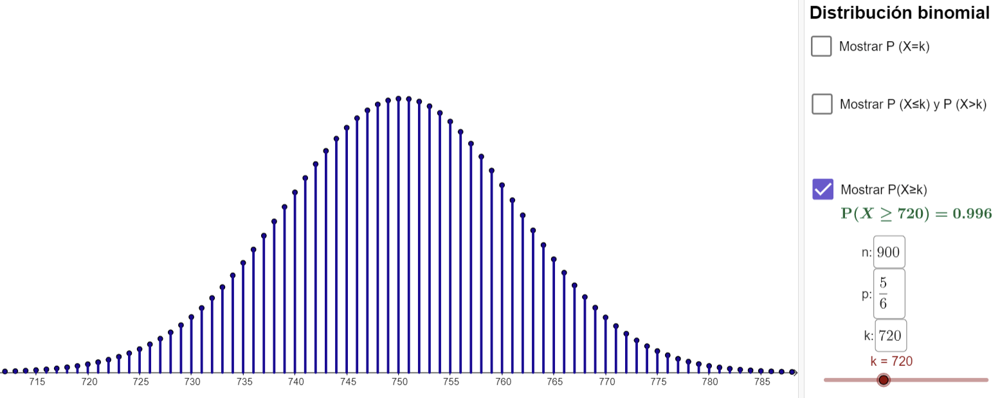 Distribución binomial
Mostrar P (X=k)
Mostrar P (X≤k) y P (X>k)
Mostrar P(X≥k)
P(X ≥ 720) = 0.996
n: 900
p: 5/6
k: 720
k = 720
715 720 725 730 735 740 745 750 755 760 765 770 775 780 785